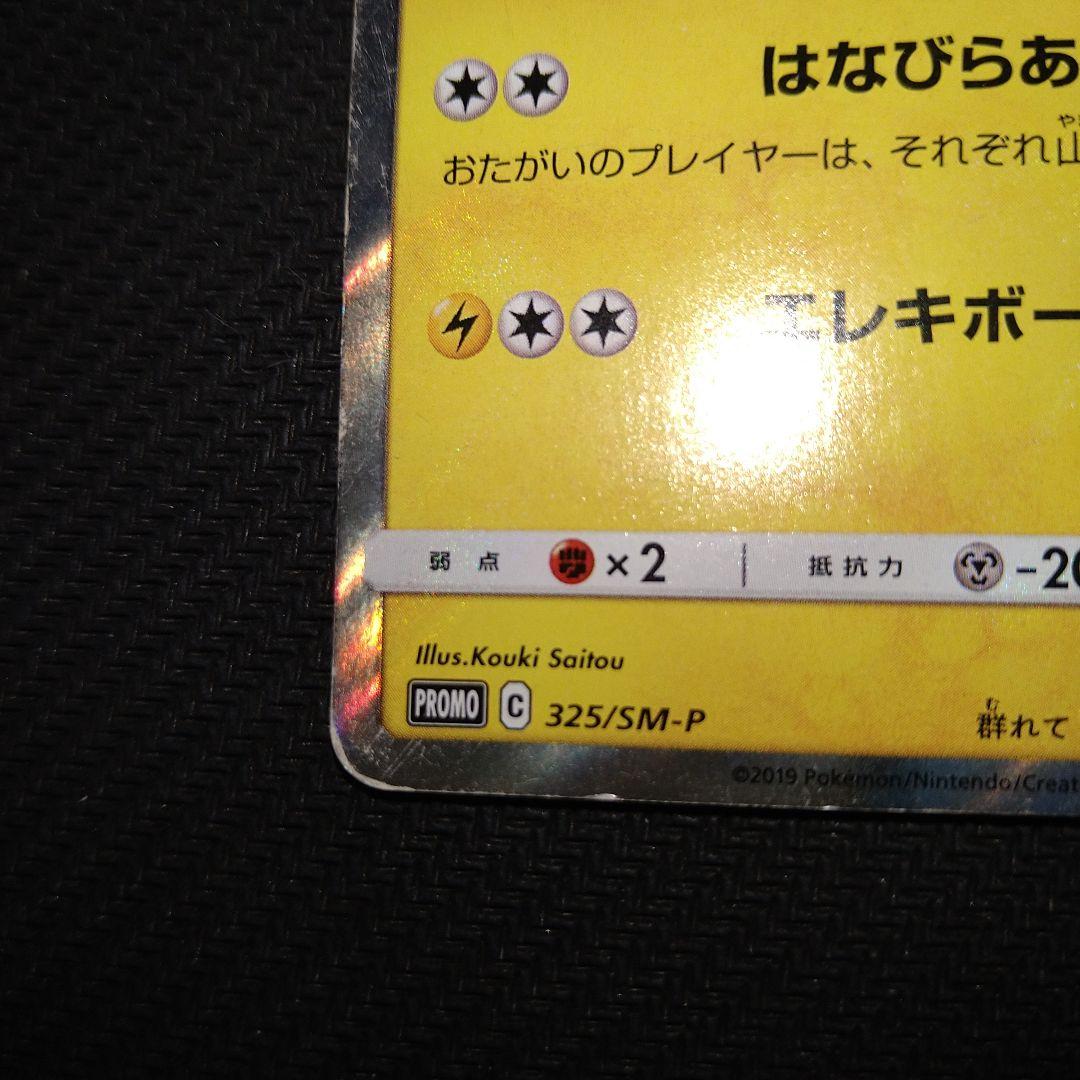 はなびらあ
や
おたがいのプレイヤーは、それぞれ山
エレキボー
弱点 ×2 抵抗力 -20
Illus.Kouki Saitou
PROMO C 325/SM-P
む
群れて
©2019 Pokémon/Nintendo/Creat